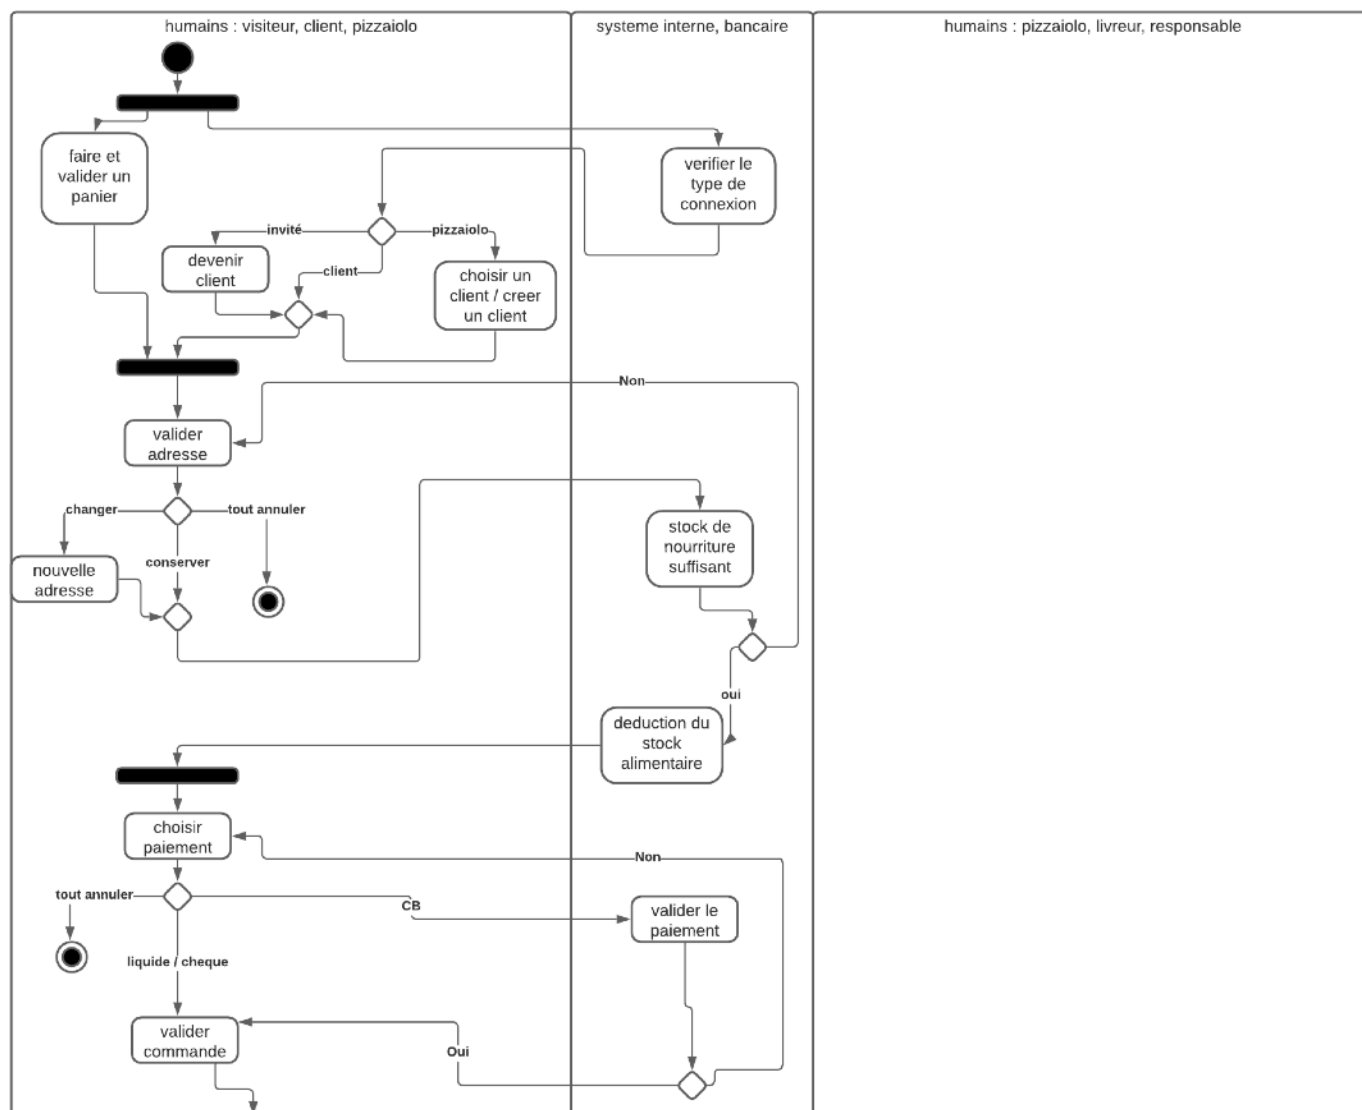 humains : visiteur, client, pizzaiolo
systeme interne, bancaire
humains : pizzaiolo, livreur, responsable
faire et
valider un
panier
verifier le
type de
connexion
invité
pizzaiolo
devenir
client
client
choisir un
client / creer
un client
Non
valider
adresse
changer
tout annuler
conserver
nouvelle
adresse
stock de
nourriture
suffisant
oui
deduction du
stock
alimentaire
choisir
paiement
Non
tout annuler
CB
valider le
paiement
liquide / cheque
valider
commande
Oui